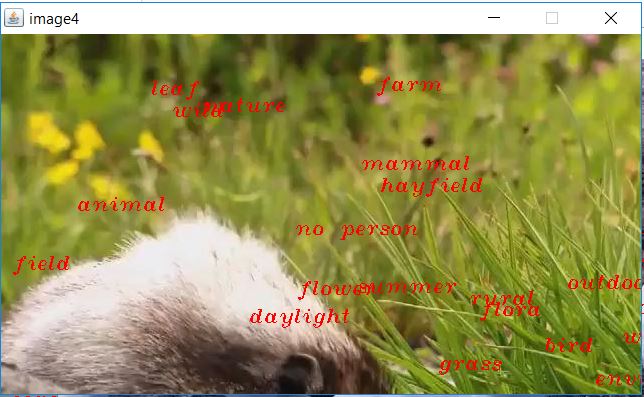 image4
leaf
farm
wild
nature
mammal
hayfield
animal
no person
field
flower
summer
outdoo
rural
flora
daylight
bird
grass
env